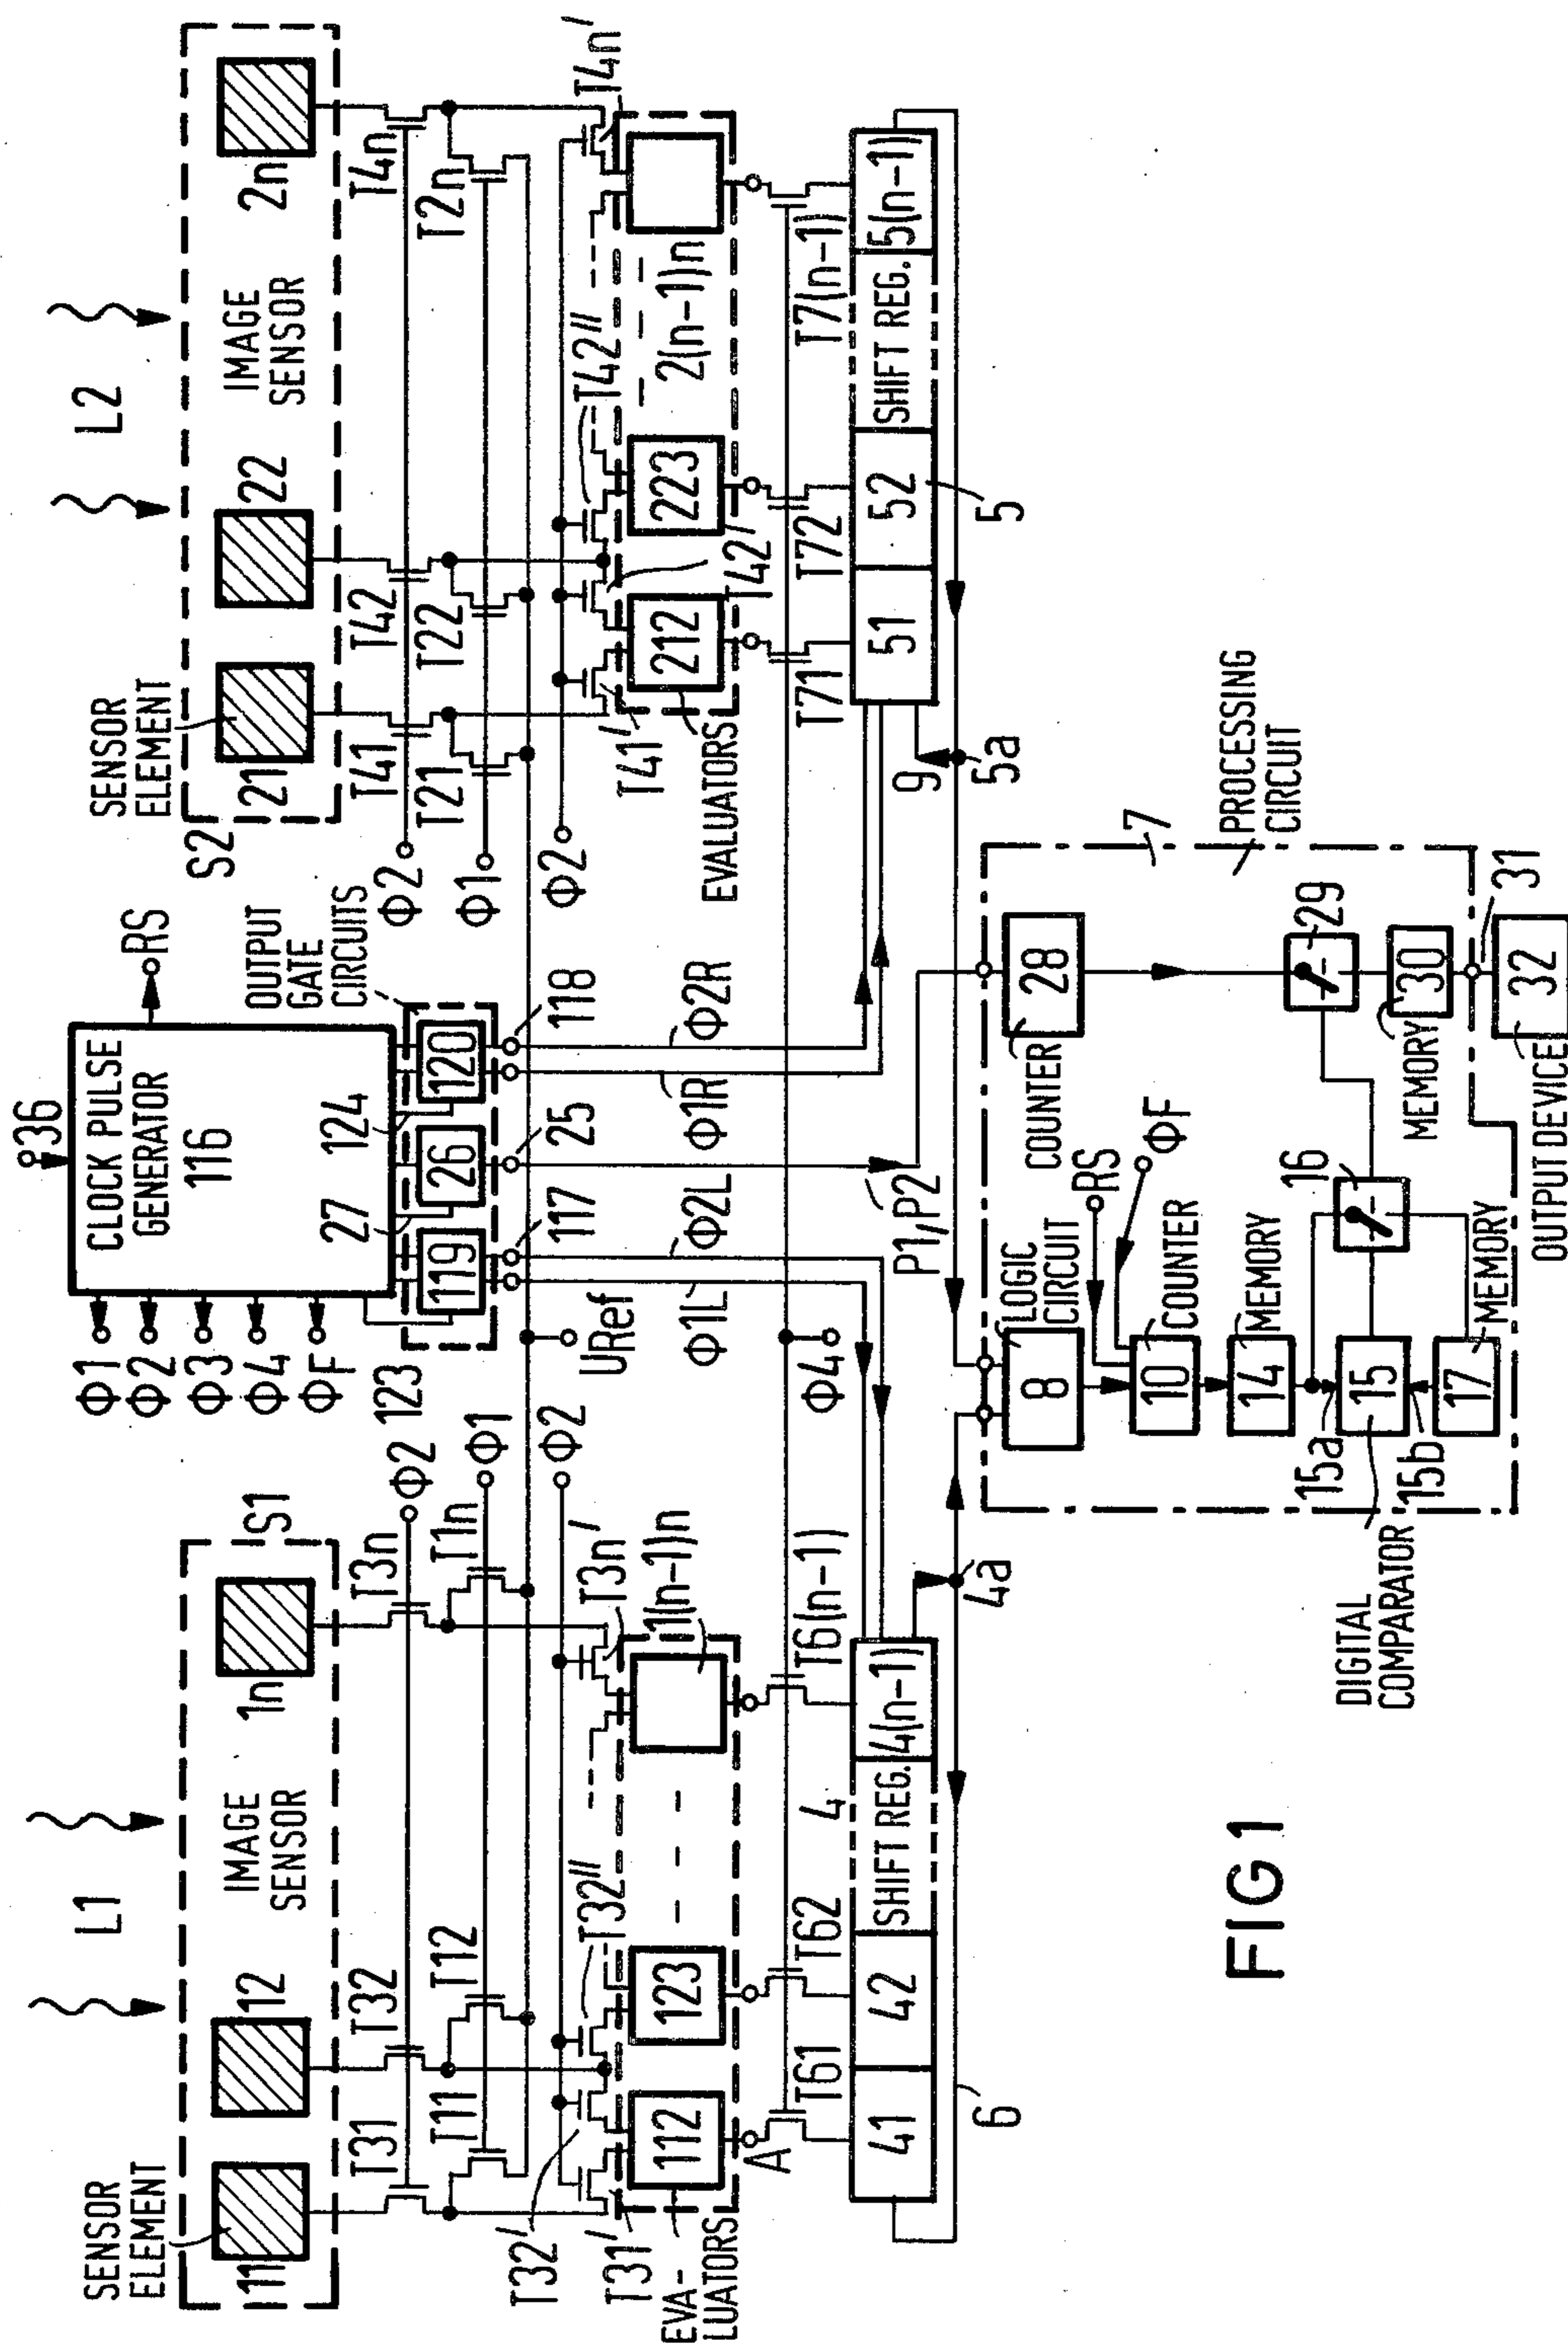 L1
L2
SENSOR
ELEMENT
11
12
IMAGE
SENSOR
1n
S1
SENSOR
ELEMENT
S2
21
22
IMAGE
SENSOR
2n
36
CLOCK PULSE
GENERATOR
116
RS
Φ1
Φ2
Φ3
Φ4
ΦF
123
27
124
119
26
120
OUTPUT
GATE
CIRCUITS
117
25
118
T31
T32
T3n
Φ2
T11
T12
T1n
Φ1
Φ2
Φ2
T41
T42
T4n
Φ1
T21
T22
T2n
Φ2
URef
Φ1L
Φ2L
Φ1R
Φ2R
T32'
T31'
T32''
T3n'
T41'
T42'
T42''
T4n'
EVA-
LUATORS
112
123
1(n-1)n
EVALUATORS
212
223
2(n-1)n
A
T61
T62
T6(n-1)
Φ4
P1,P2
T71
T72
T7(n-1)
41
42
SHIFT REG.
4(n-1)
4
51
52
SHIFT REG.
5(n-1)
5
6
4a
9
5a
7
PROCESSING
CIRCUIT
8
LOGIC
CIRCUIT
28
COUNTER
RS
ΦF
10
COUNTER
14
MEMORY
15a
15
15b
DIGITAL
COMPARATOR
16
17
MEMORY
29
30
MEMORY
31
32
OUTPUT DEVICE
FIG 1